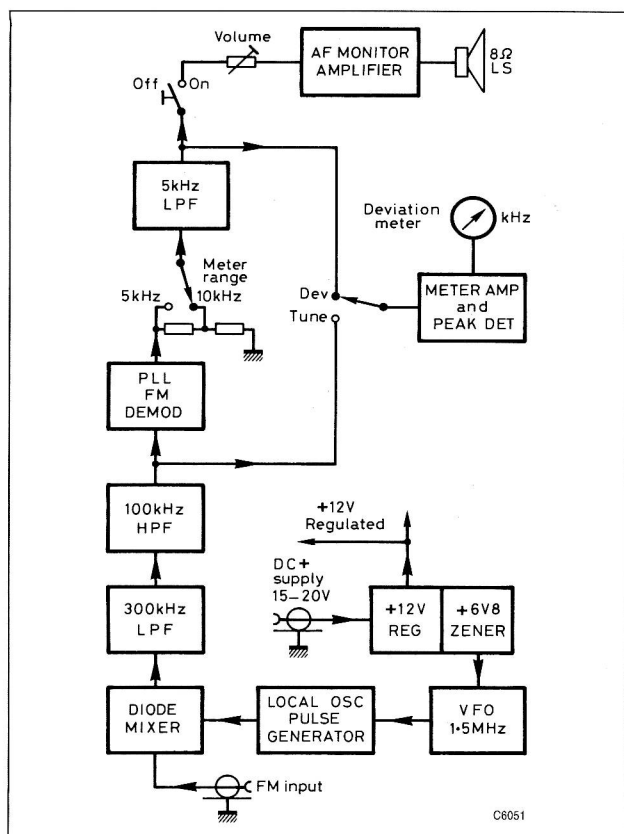 Volume
AF MONITOR
AMPLIFIER
8Ω
LS
Off
On
5kHz
LPF
Deviation
meter
kHz
Meter
range
5kHz
10kHz
Dev
Tune
METER AMP
and
PEAK DET
PLL
FM
DEMOD
100kHz
HPF
+12V
Regulated
DC+
supply
15–20V
300kHz
LPF
+12V
REG
+6V8
ZENER
DIODE
MIXER
LOCAL OSC
PULSE
GENERATOR
VFO
1·5MHz
FM input
C6051